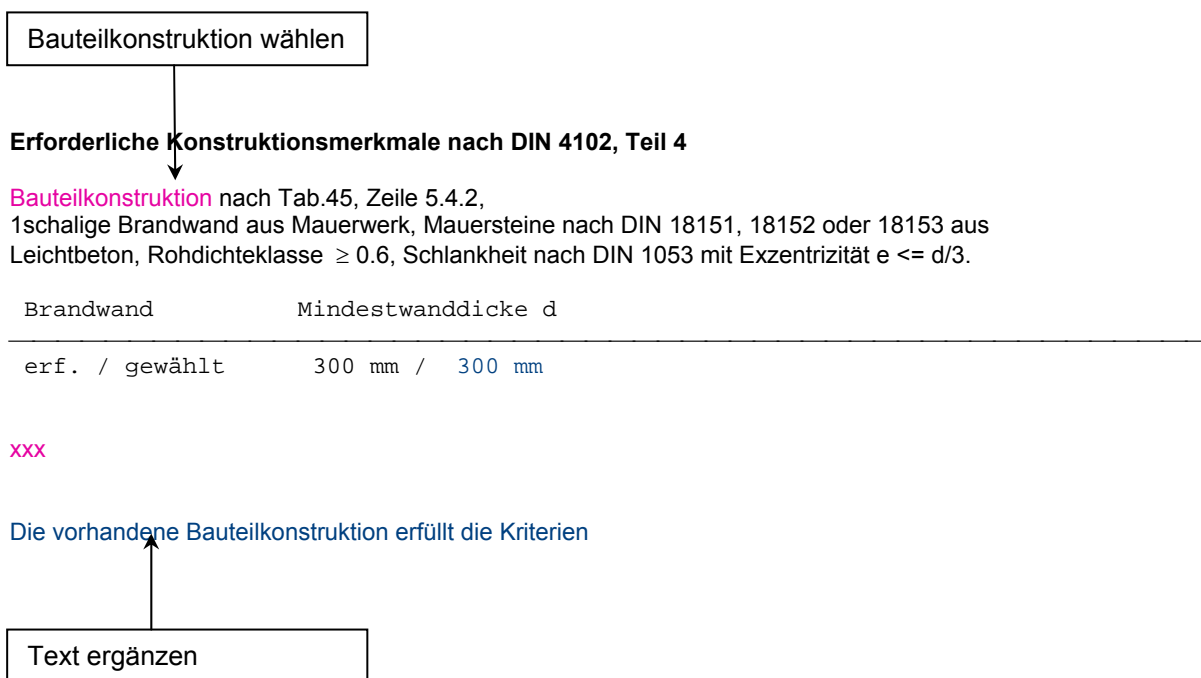 Bauteilkonstruktion wählen
Erforderliche Konstruktionsmerkmale nach DIN 4102, Teil 4
Bauteilkonstruktion nach Tab.45, Zeile 5.4.2,
1schalige Brandwand aus Mauerwerk, Mauersteine nach DIN 18151, 18152 oder 18153 aus
Leichtbeton, Rohdichteklasse ≥ 0.6, Schlankheit nach DIN 1053 mit Exzentrizität e <= d/3.
Brandwand Mindestwanddicke d
erf. / gewählt 300 mm / 300 mm
xxx
Die vorhandene Bauteilkonstruktion erfüllt die Kriterien
Text ergänzen